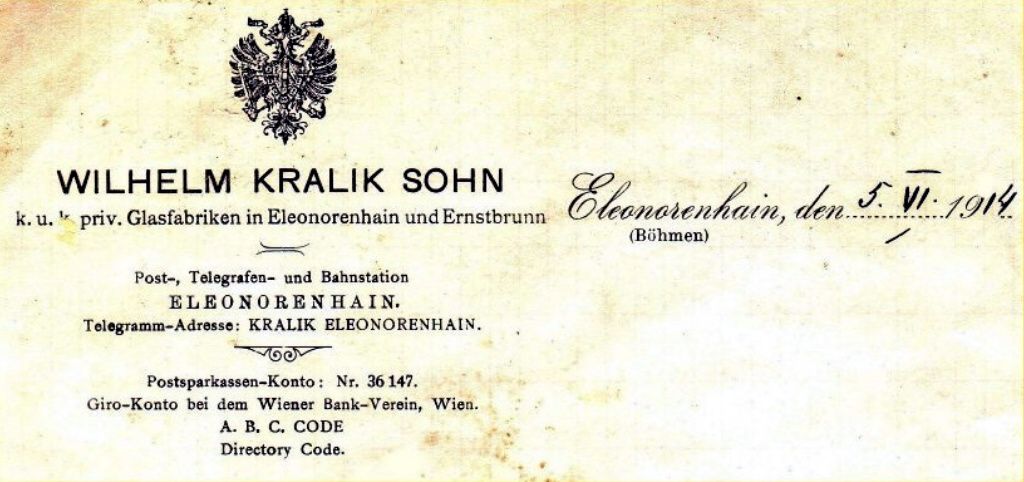 WILHELM KRALIK SOHN
k. u. k. priv. Glasfabriken in Eleonorenhain und Ernstbrunn
Eleonorenhain, den 5. VI. 1914
(Böhmen)
Post-, Telegrafen- und Bahnstation
ELEONORENHAIN.
Telegramm-Adresse: KRALIK ELEONORENHAIN.
Postsparkassen-Konto: Nr. 36147.
Giro-Konto bei dem Wiener Bank-Verein, Wien.
A. B. C. CODE
Directory Code.